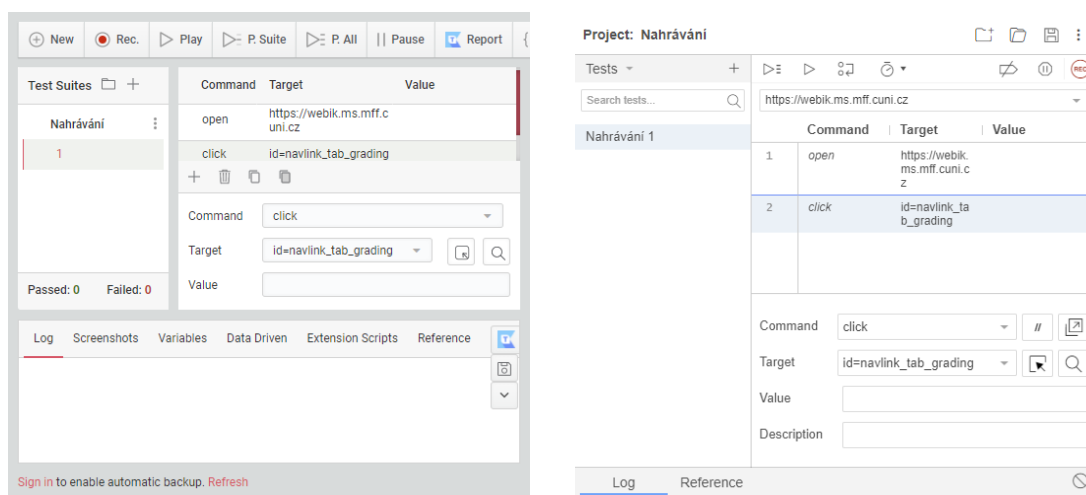 New Rec. Play P. Suite P. All Pause Report {
Test Suites
Nahrávání
1
Passed: 0 Failed: 0
Command Target Value
open https://webik.ms.mff.c
uni.cz
click id=navlink_tab_grading
Command click
Target id=navlink_tab_grading
Value
Log Screenshots Variables Data Driven Extension Scripts Reference
Sign in to enable automatic backup. Refresh
Project: Nahrávání
Tests
REC
Search tests...
Nahrávání 1
https://webik.ms.mff.cuni.cz
Command Target Value
1 open https://webik.
ms.mff.cuni.c
z
2 click id=navlink_ta
b_grading
Command click //
Target id=navlink_tab_grading
Value
Description
Log Reference